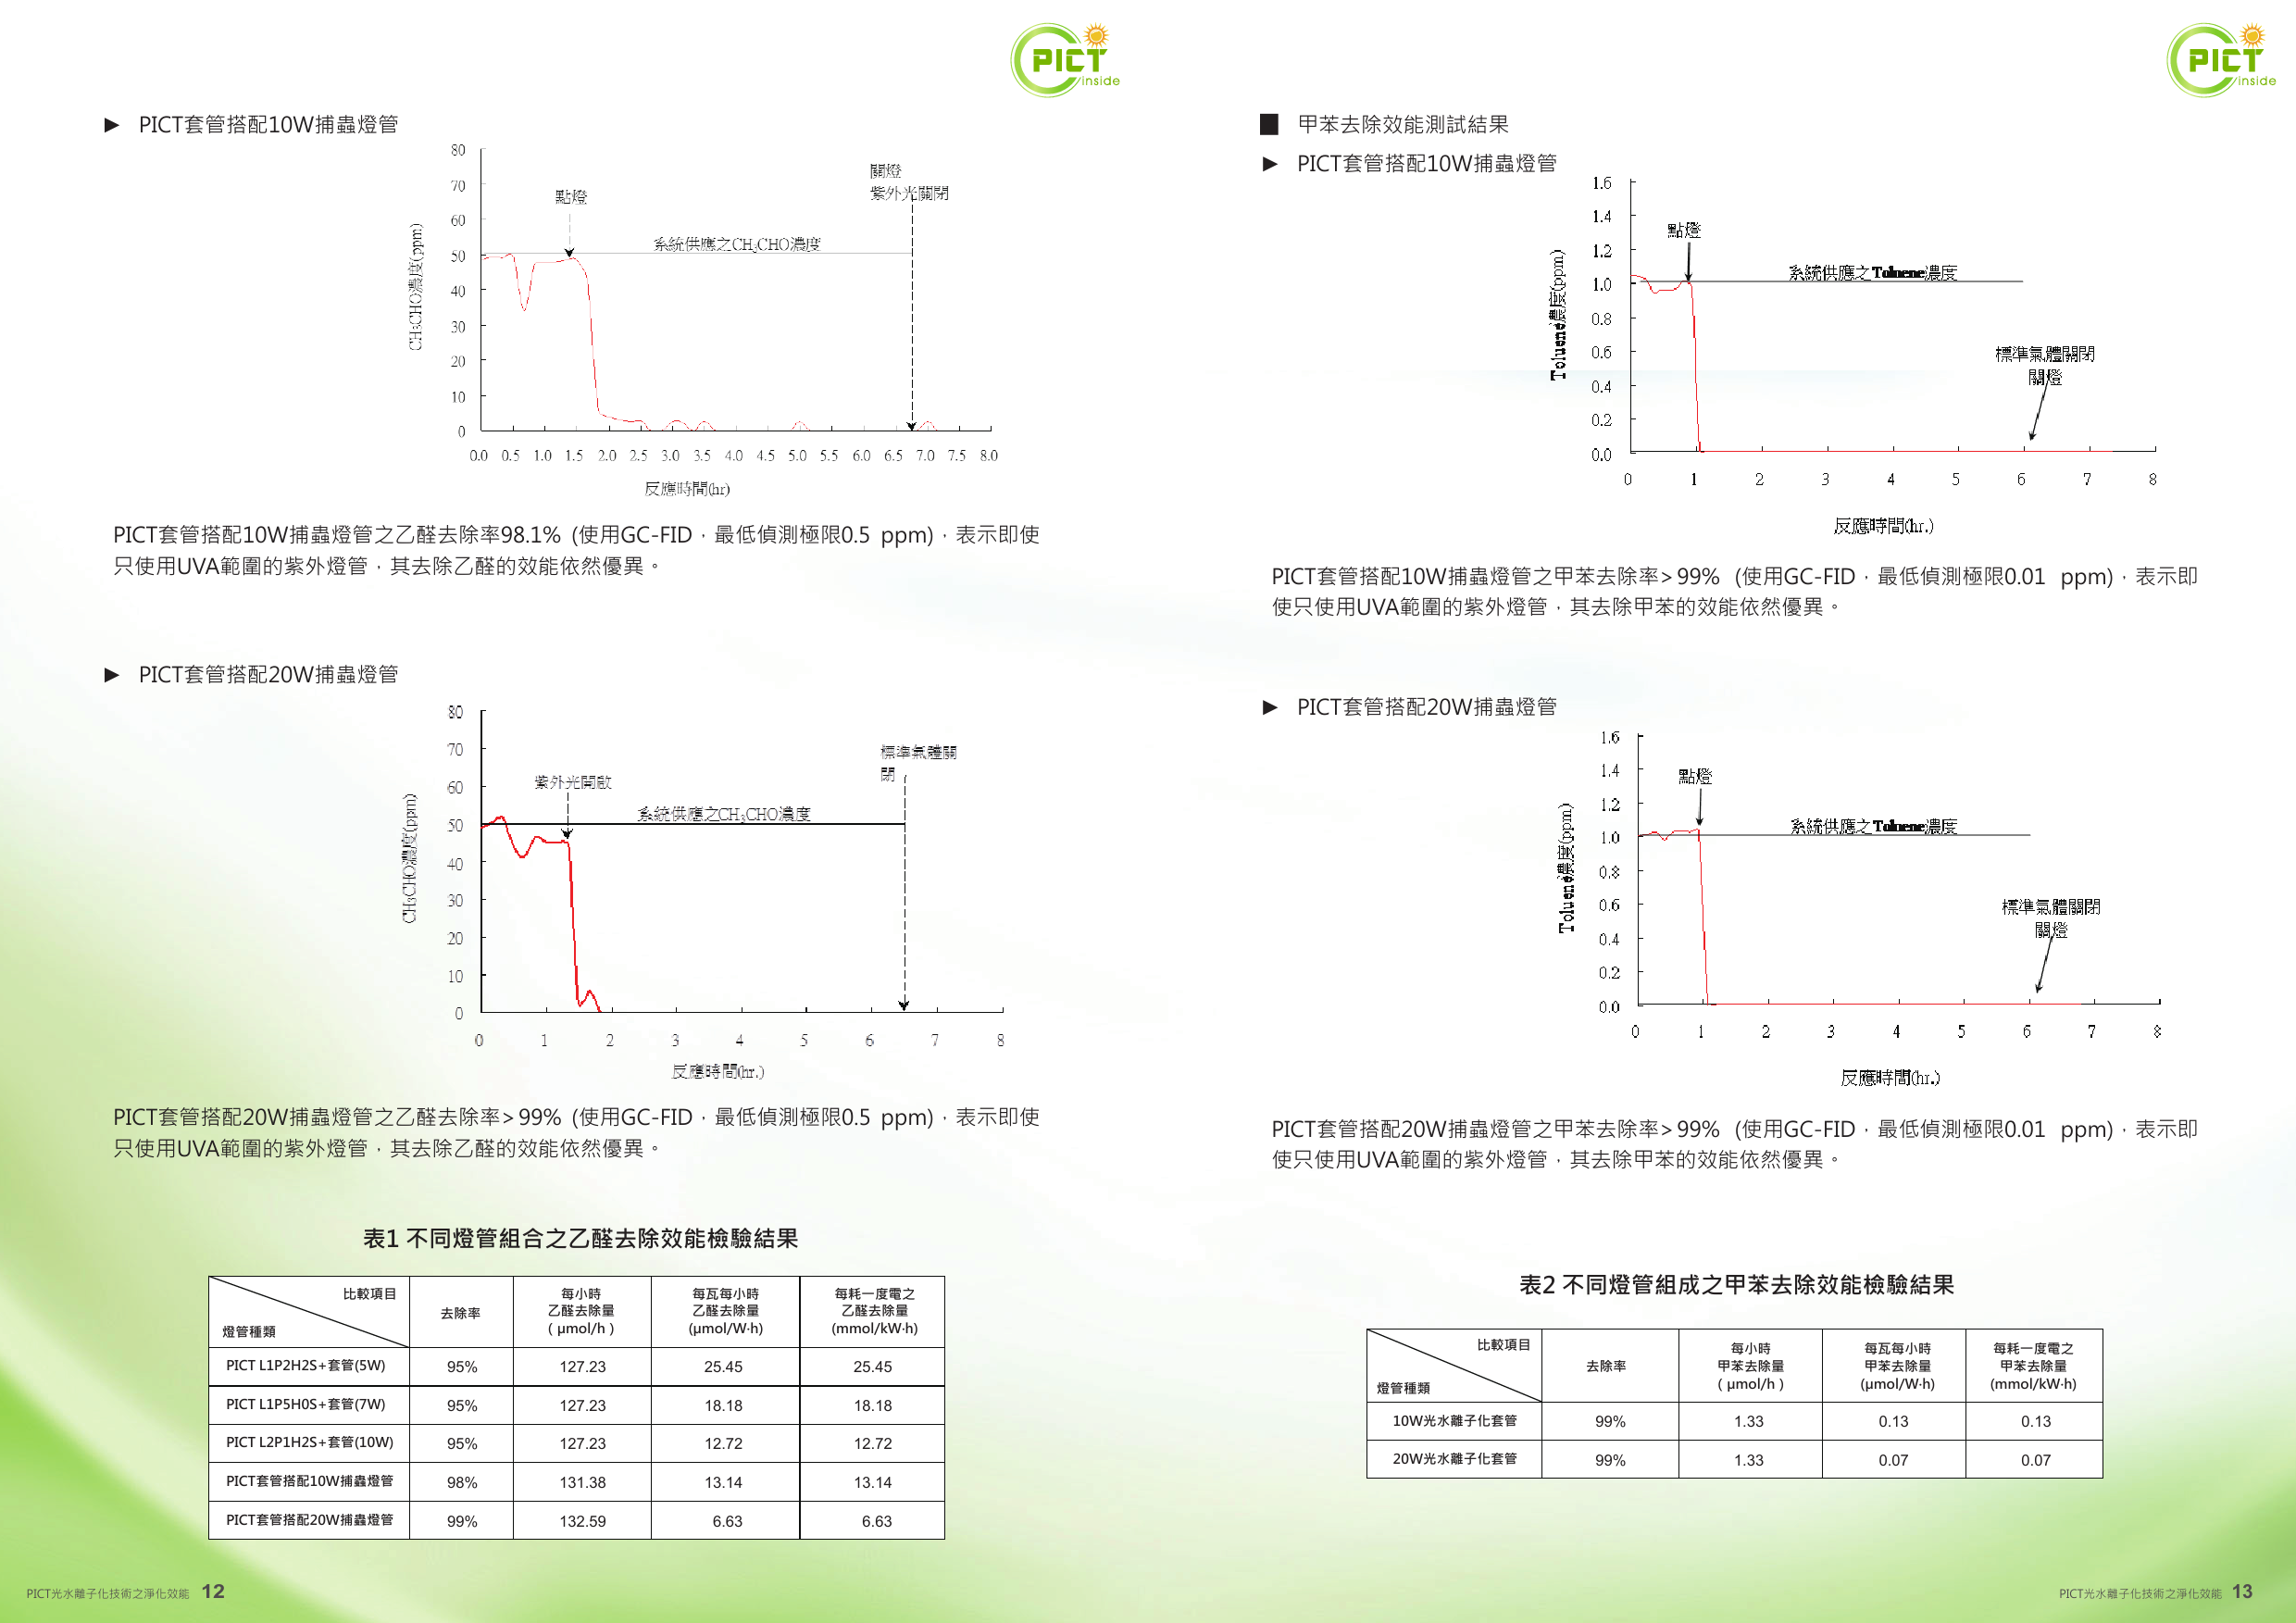 PICT
inside
► PICT套管搭配10W捕蟲燈管
80
70
60
50
40
30
20
10
0
CH3CHO濃度(ppm)
點燈
關燈
紫外光關閉
系統供應之CH3CHO濃度
0.0 0.5 1.0 1.5 2.0 2.5 3.0 3.5 4.0 4.5 5.0 5.5 6.0 6.5 7.0 7.5 8.0
反應時間(hr)
PICT套管搭配10W捕蟲燈管之乙醛去除率98.1% (使用GC-FID，最低偵測極限0.5 ppm)，表示即使
只使用UVA範圍的紫外燈管，其去除乙醛的效能依然優異。
► PICT套管搭配20W捕蟲燈管
80
70
60
50
40
30
20
10
0
CH3CHO濃度(ppm)
紫外光開啟
標準氣體關
閉
系統供應之CH3CHO濃度
0 1 2 3 4 5 6 7 8
反應時間(hr.)
PICT套管搭配20W捕蟲燈管之乙醛去除率> 99% (使用GC-FID，最低偵測極限0.5 ppm)，表示即使
只使用UVA範圍的紫外燈管，其去除乙醛的效能依然優異。
表1 不同燈管組合之乙醛去除效能檢驗結果
比較項目
燈管種類
去除率
每小時
乙醛去除量
( μmol/h )
每瓦每小時
乙醛去除量
(μmol/W·h)
每耗一度電之
乙醛去除量
(mmol/kW·h)
PICT L1P2H2S+套管(5W) 95% 127.23 25.45 25.45
PICT L1P5H0S+套管(7W) 95% 127.23 18.18 18.18
PICT L2P1H2S+套管(10W) 95% 127.23 12.72 12.72
PICT套管搭配10W捕蟲燈管 98% 131.38 13.14 13.14
PICT套管搭配20W捕蟲燈管 99% 132.59 6.63 6.63
PICT光水離子化技術之淨化效能 12
PICT
inside
■ 甲苯去除效能測試結果
► PICT套管搭配10W捕蟲燈管
1.6
1.4
1.2
1.0
0.8
0.6
0.4
0.2
0.0
Toluene濃度(ppm)
點燈
系統供應之Toluene濃度
標準氣體關閉
關燈
0 1 2 3 4 5 6 7 8
反應時間(hr.)
PICT套管搭配10W捕蟲燈管之甲苯去除率> 99% (使用GC-FID，最低偵測極限0.01 ppm)，表示即
使只使用UVA範圍的紫外燈管，其去除甲苯的效能依然優異。
► PICT套管搭配20W捕蟲燈管
1.6
1.4
1.2
1.0
0.8
0.6
0.4
0.2
0.0
Toluene濃度(ppm)
點燈
系統供應之Toluene濃度
標準氣體關閉
關燈
0 1 2 3 4 5 6 7 8
反應時間(hr.)
PICT套管搭配20W捕蟲燈管之甲苯去除率> 99% (使用GC-FID，最低偵測極限0.01 ppm)，表示即
使只使用UVA範圍的紫外燈管，其去除甲苯的效能依然優異。
表2 不同燈管組成之甲苯去除效能檢驗結果
比較項目
燈管種類
去除率
每小時
甲苯去除量
( μmol/h )
每瓦每小時
甲苯去除量
(μmol/W·h)
每耗一度電之
甲苯去除量
(mmol/kW·h)
10W光水離子化套管 99% 1.33 0.13 0.13
20W光水離子化套管 99% 1.33 0.07 0.07
PICT光水離子化技術之淨化效能 13